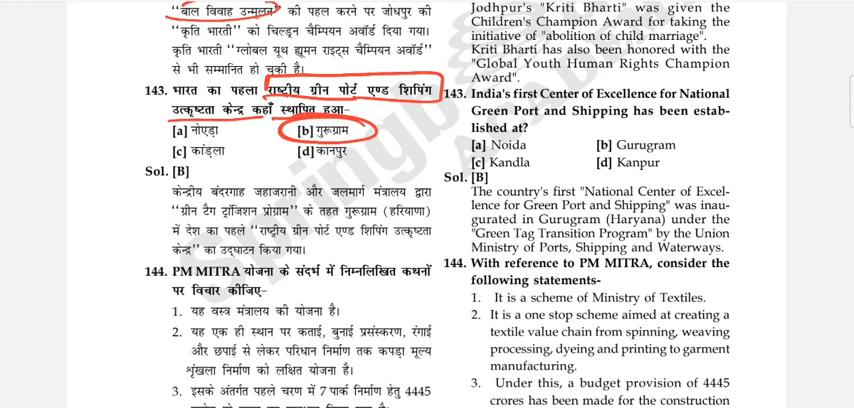 "बाल विवाह उन्मूलन" की पहल करने पर जोधपुर की
"कृति भारती" को चिल्ड्रन चैम्पियन अवॉर्ड दिया गया।
कृति भारती "ग्लोबल यूथ ह्यूमन राइट्स चैम्पियन अवॉर्ड"
से भी सम्मानित हो चुकी है।
143. भारत का पहला राष्ट्रीय ग्रीन पोर्ट एण्ड शिपिंग
उत्कृष्टता केन्द्र कहाँ स्थापित हुआ-
[a] नोएड़ा [b] गुरूग्राम
[c] कांड़ला [d] कानपुर
Sol. [B]
केन्द्रीय बंदरगाह जहाजरानी और जलमार्ग मंत्रालय द्वारा
"ग्रीन टैग ट्रांजिशन प्रोग्राम" के तहत गुरूग्राम (हरियाणा)
में देश का पहले "राष्ट्रीय ग्रीन पोर्ट एण्ड शिपिंग उत्कृष्टता
केन्द्र" का उद्घाटन किया गया।
144. PM MITRA योजना के संदर्भ में निम्नलिखित कथनों
पर विचार कीजिए-
1. यह वस्त्र मंत्रालय की योजना है।
2. यह एक ही स्थान पर कताई, बुनाई प्रसंस्करण, रंगाई
और छपाई से लेकर परिधान निर्माण तक कपड़ा मूल्य
शृंखला निर्माण को लक्षित योजना है।
3. इसके अंतर्गत पहले चरण में 7 पार्क निर्माण हेतु 4445
Jodhpur's "Kriti Bharti" was given the
Children's Champion Award for taking the
initiative of "abolition of child marriage".
Kriti Bharti has also been honored with the
"Global Youth Human Rights Champion
Award".
143. India's first Center of Excellence for National
Green Port and Shipping has been estab-
lished at?
[a] Noida [b] Gurugram
[c] Kandla [d] Kanpur
Sol. [B]
The country's first "National Center of Excel-
lence for Green Port and Shipping" was inau-
gurated in Gurugram (Haryana) under the
"Green Tag Transition Program" by the Union
Ministry of Ports, Shipping and Waterways.
144. With reference to PM MITRA, consider the
following statements-
1. It is a scheme of Ministry of Textiles.
2. It is a one stop scheme aimed at creating a
textile value chain from spinning, weaving
processing, dyeing and printing to garment
manufacturing.
3. Under this, a budget provision of 4445
crores has been made for the construction